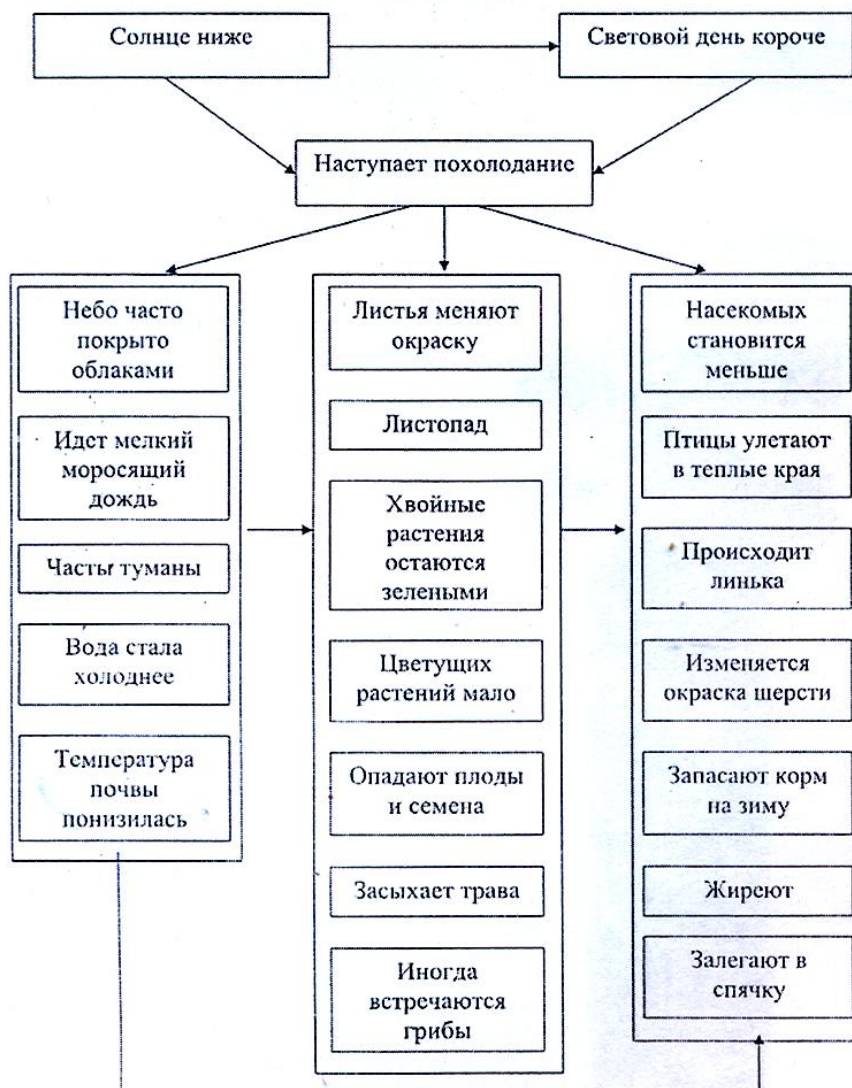 Солнце ниже
Световой день короче
Наступает похолодание
Небо часто
покрыто
облаками
Идет мелкий
моросящий
дождь
Часты туманы
Вода стала
холоднее
Температура
почвы
понизилась
Листья меняют
окраску
Листопад
Хвойные
растения
остаются
зелеными
Цветущих
растений мало
Опадают плоды
и семена
Засыхает трава
Иногда
встречаются
грибы
Насекомых
становится
меньше
Птицы улетают
в теплые края
Происходит
линька
Изменяется
окраска шерсти
Запасают корм
на зиму
Жиреют
Залегают в
спячку